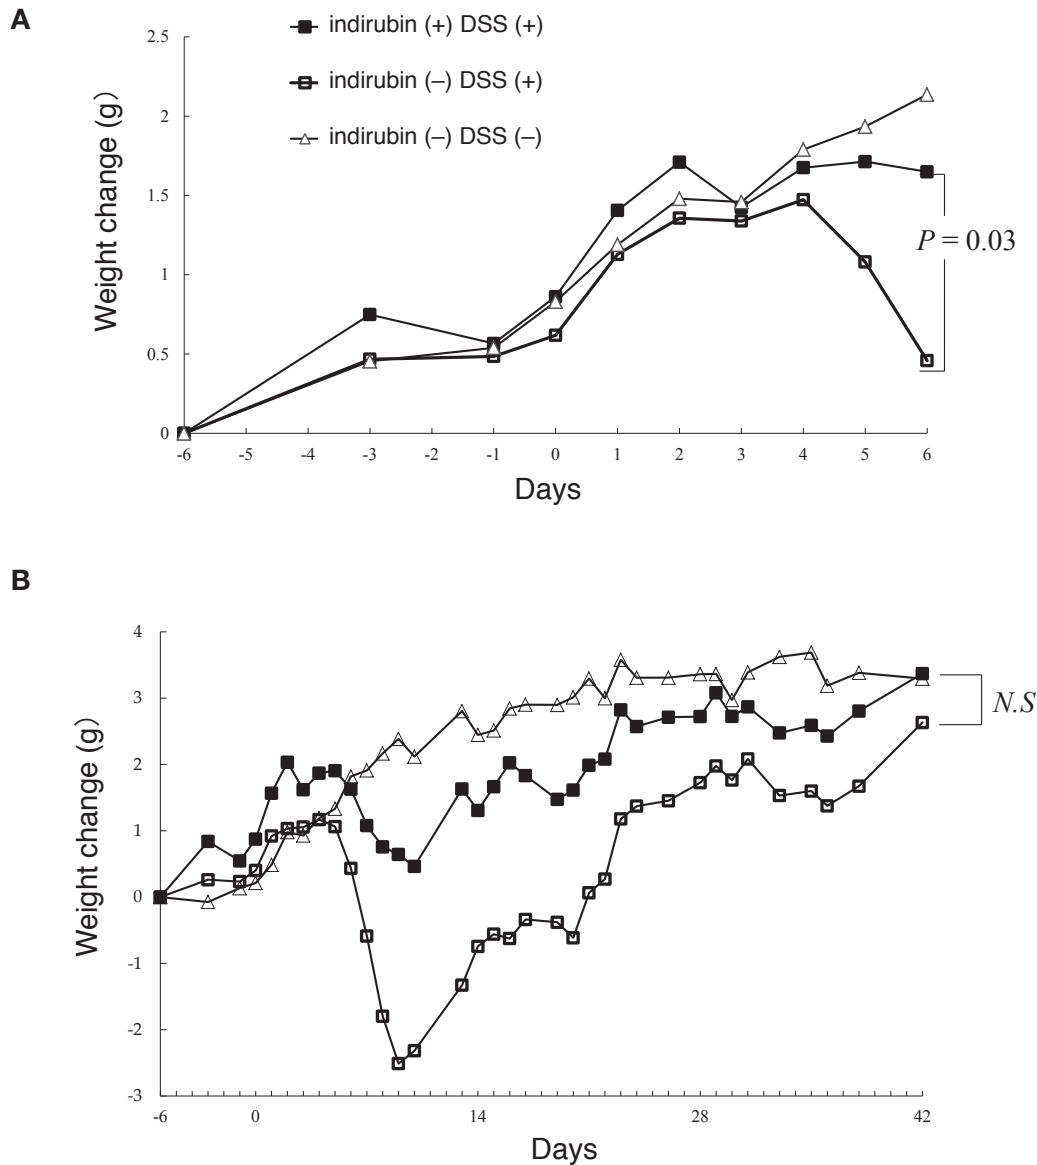 A
indirubin (+) DSS (+)
indirubin (–) DSS (+)
indirubin (–) DSS (–)
Weight change (g)
2.5
2
1.5
1
0.5
0
P = 0.03
-6 -5 -4 -3 -2 -1 0 1 2 3 4 5 6
Days
B
Weight change (g)
4
3
2
1
0
-1
-2
-3
N.S
-6 0 14 28 42
Days